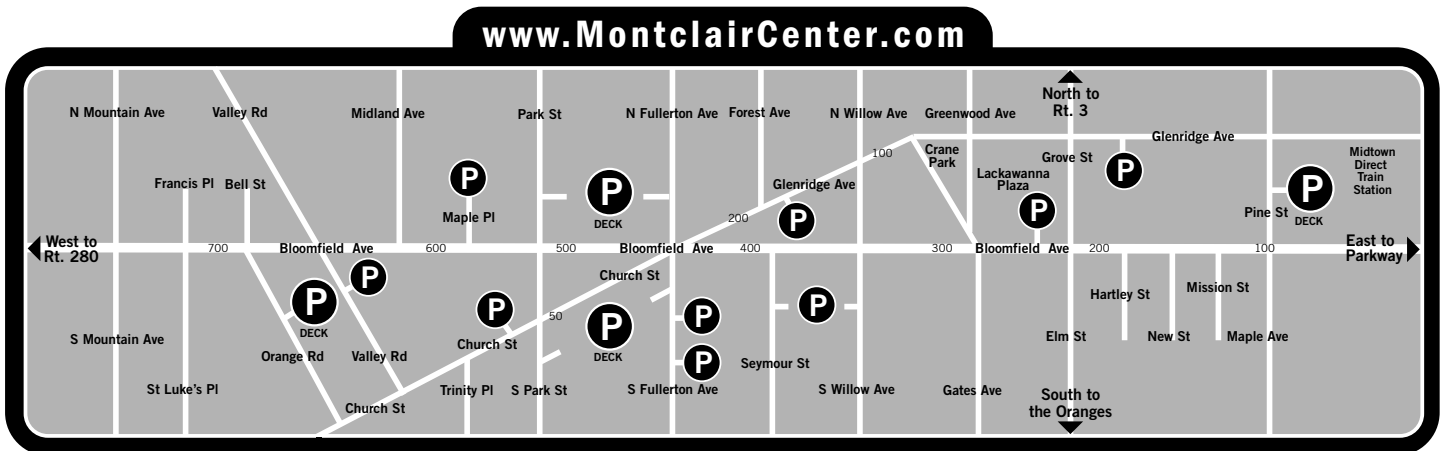 www.MontclairCenter.com
N Mountain Ave
Valley Rd
Midland Ave
Park St
N Fullerton Ave
Forest Ave
N Willow Ave
Greenwood Ave
North to
Rt. 3
Glenridge Ave
100
Crane
Park
Grove St
Midtown
Direct
Train
Station
Lackawanna
Plaza
P
P
P
P
DECK
Francis Pl
Bell St
P
Maple Pl
P
DECK
Glenridge Ave
200
P
Pine St
West to
Rt. 280
700
Bloomfield Ave
600
500
Bloomfield Ave
400
300
Bloomfield Ave
200
100
East to
Parkway
Church St
P
P
DECK
P
50
P
DECK
P
P
P
Hartley St
Mission St
S Mountain Ave
Orange Rd
Valley Rd
Church St
Seymour St
Elm St
New St
Maple Ave
St Luke's Pl
Church St
Trinity Pl
S Park St
S Fullerton Ave
S Willow Ave
Gates Ave
South to
the Oranges